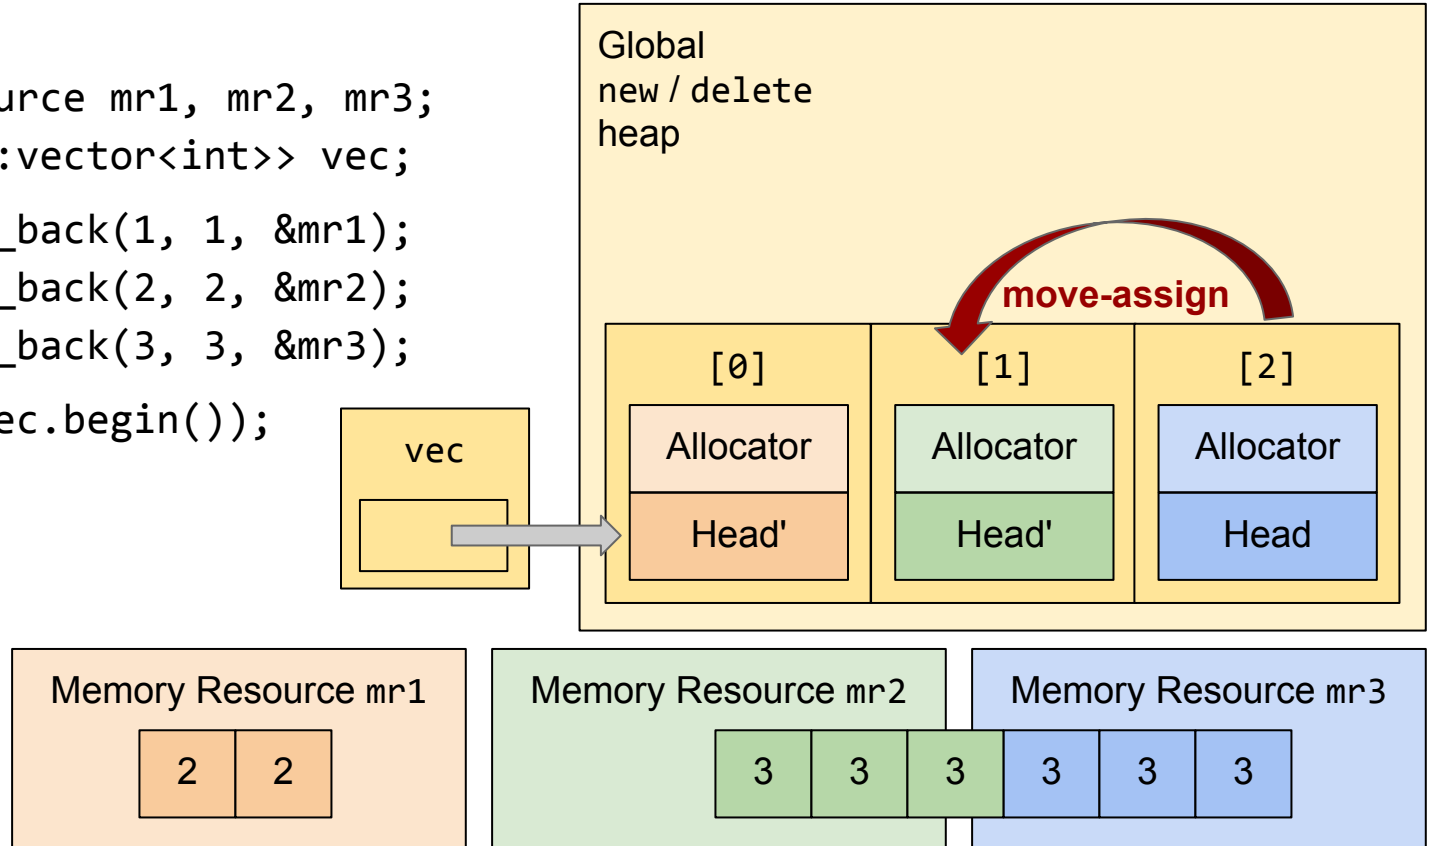 urce mr1, mr2, mr3;
:vector<int>> vec;
_back(1, 1, &mr1);
_back(2, 2, &mr2);
_back(3, 3, &mr3);
ec.begin());
vec
Global
new / delete
heap
move-assign
[0] [1] [2]
Allocator Allocator Allocator
Head' Head' Head
Memory Resource mr1
2 2
Memory Resource mr2
3 3 3
Memory Resource mr3
3 3 3